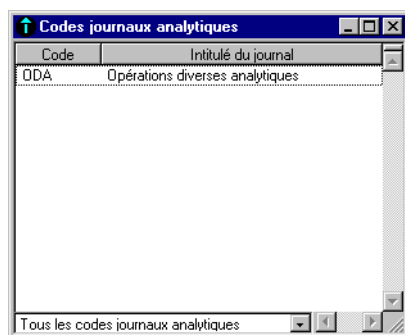 Codes journaux analytiques
Code Intitulé du journal
ODA Opérations diverses analytiques
Tous les codes journaux analytiques